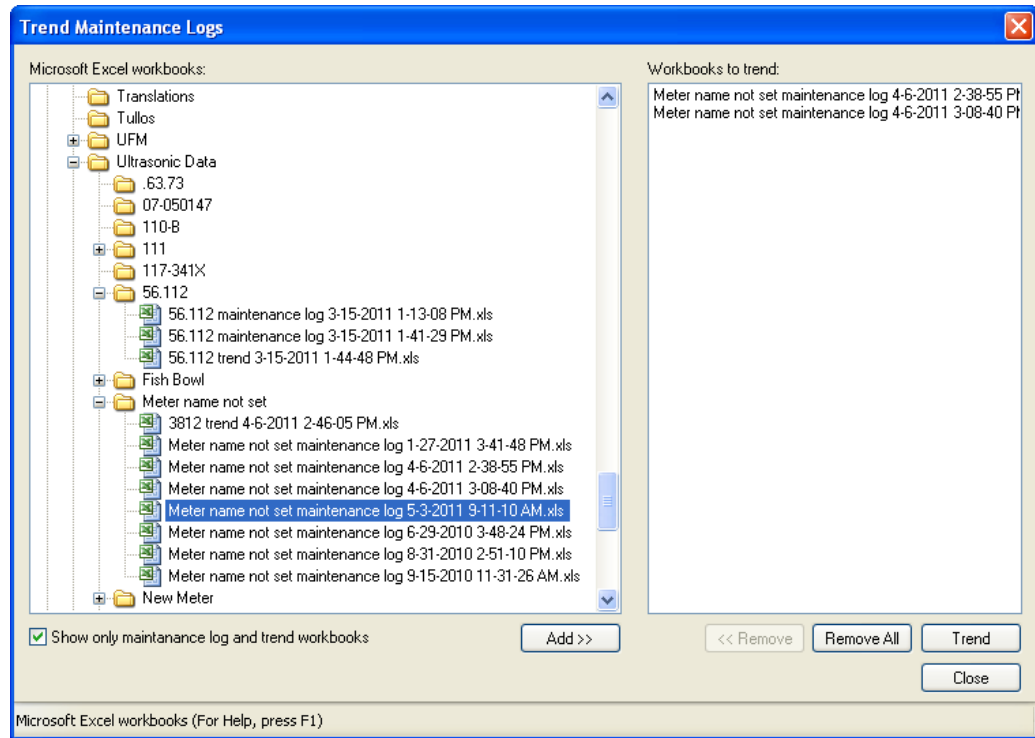 Trend Maintenance Logs
Microsoft Excel workbooks:
Translations
Tullos
UFM
Ultrasonic Data
.63.73
07-050147
110-B
111
117-341X
56.112
56.112 maintenance log 3-15-2011 1-13-08 PM.xls
56.112 maintenance log 3-15-2011 1-41-29 PM.xls
56.112 trend 3-15-2011 1-44-48 PM.xls
Fish Bowl
Meter name not set
3812 trend 4-6-2011 2-46-05 PM.xls
Meter name not set maintenance log 1-27-2011 3-41-48 PM.xls
Meter name not set maintenance log 4-6-2011 2-38-55 PM.xls
Meter name not set maintenance log 4-6-2011 3-08-40 PM.xls
Meter name not set maintenance log 5-3-2011 9-11-10 AM.xls
Meter name not set maintenance log 6-29-2010 3-48-24 PM.xls
Meter name not set maintenance log 8-31-2010 2-51-10 PM.xls
Meter name not set maintenance log 9-15-2010 11-31-26 AM.xls
New Meter
Show only maintanance log and trend workbooks
Add >>
Workbooks to trend:
Meter name not set maintenance log 4-6-2011 2-38-55 
Meter name not set maintenance log 4-6-2011 3-08-40 
<< Remove
Remove All
Trend
Close
Microsoft Excel workbooks (For Help, press F1)